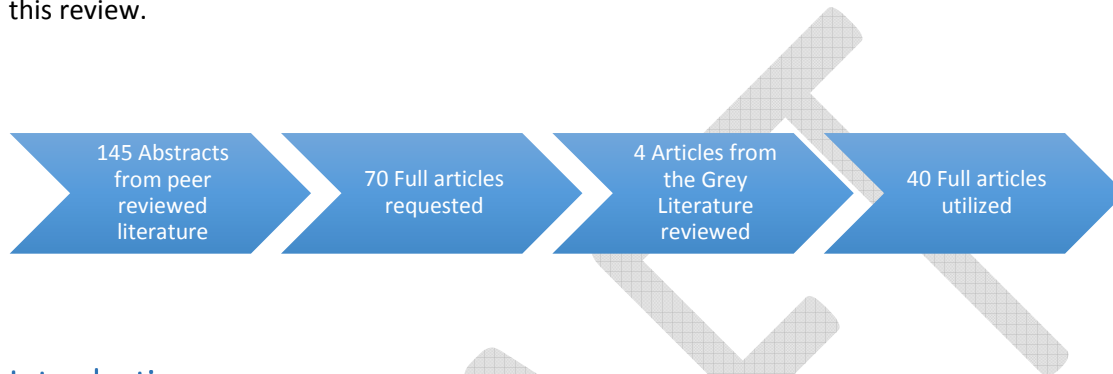 this review.
145 Abstracts
from peer
reviewed
literature
70 Full articles
requested
4 Articles from
the Grey
Literature
reviewed
40 Full articles
utilized